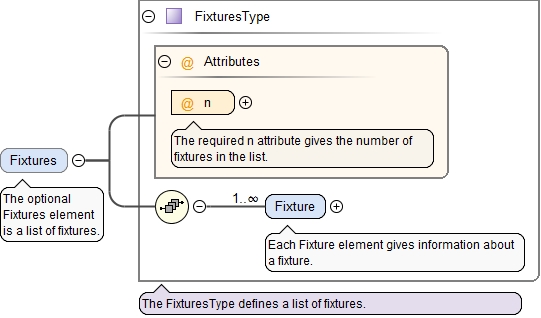 FixturesType
@ Attributes
@ n
The required n attribute gives the number of
fixtures in the list.
Fixtures
The optional
Fixtures element
is a list of fixtures.
1..∞
Fixture
Each Fixture element gives information about
a fixture.
The FixturesType defines a list of fixtures.